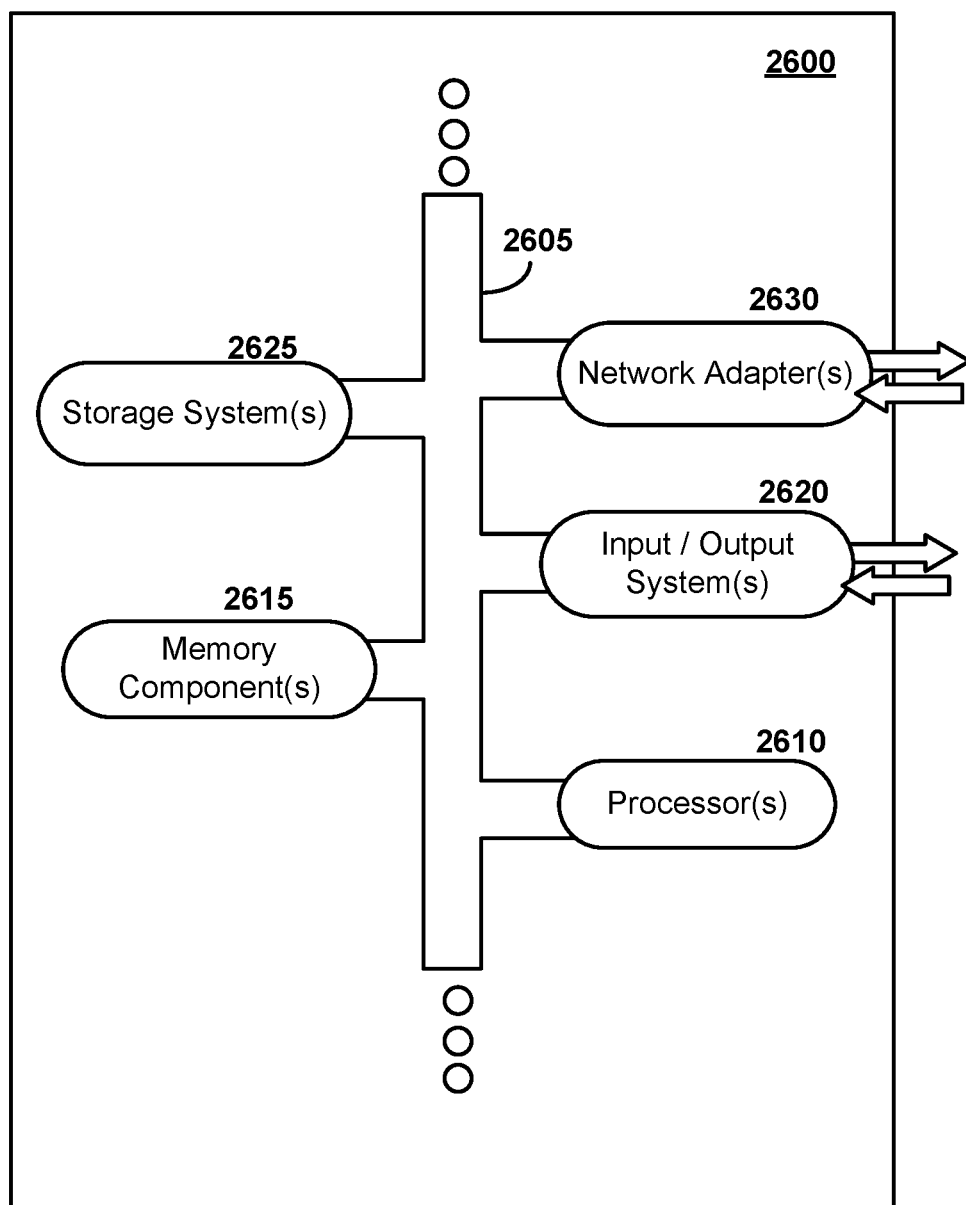 2600
2605
2630
Network Adapter(s)
2625
Storage System(s)
2620
Input / Output
System(s)
2615
Memory
Component(s)
2610
Processor(s)